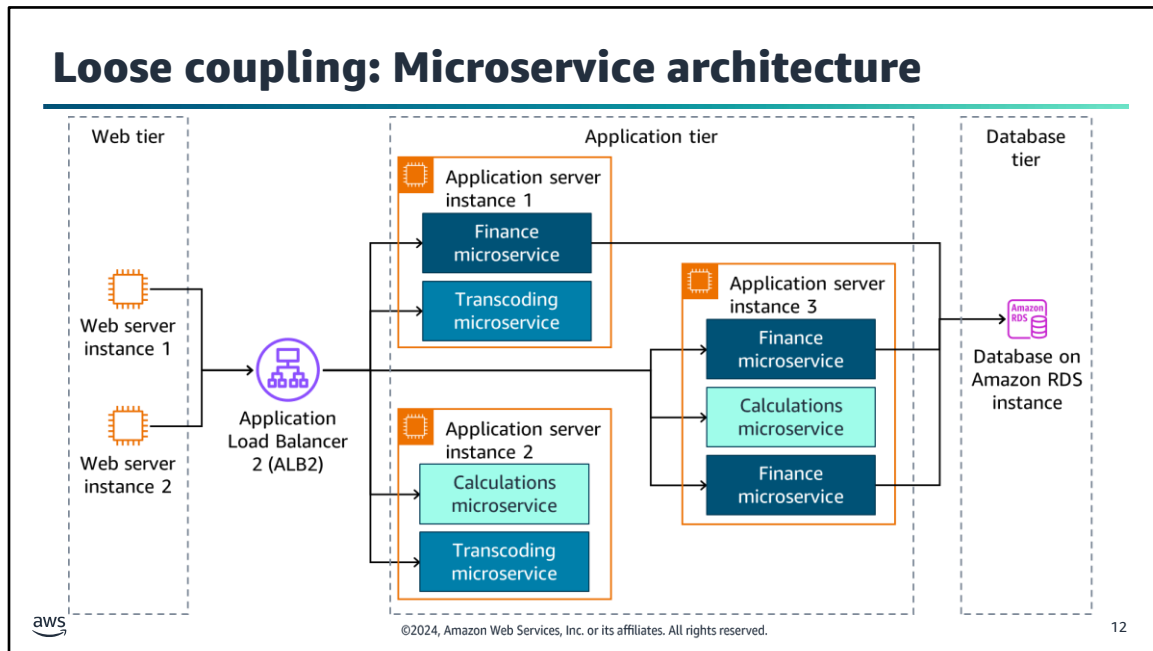 Loose coupling: Microservice architecture
Web tier
Web server
instance 1
Web server
instance 2
Application
Load Balancer
2 (ALB2)
Application tier
Application server
instance 1
Finance
microservice
Transcoding
microservice
Application server
instance 2
Calculations
microservice
Transcoding
microservice
Application server
instance 3
Finance
microservice
Calculations
microservice
Finance
microservice
Database
tier
Amazon
RDS
Database on
Amazon RDS
instance
aws
©2024, Amazon Web Services, Inc. or its affiliates. All rights reserved.
12